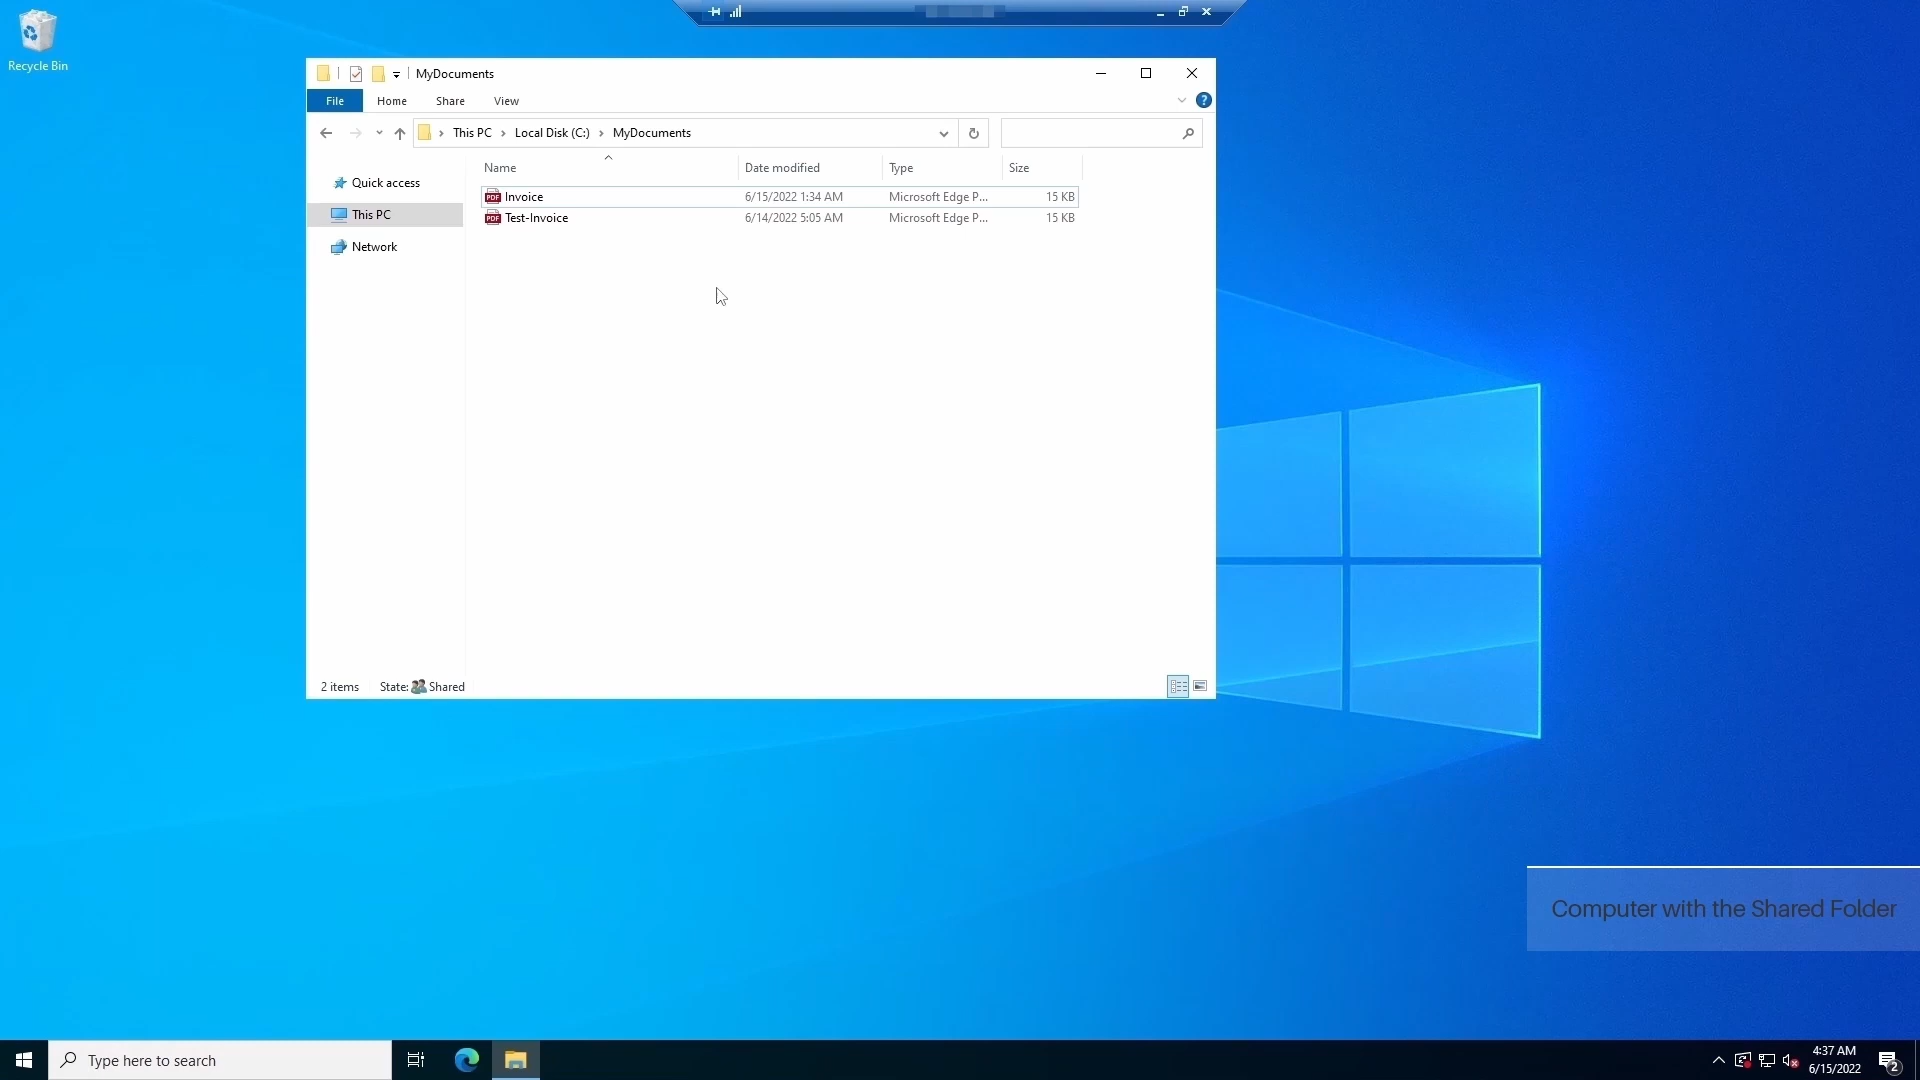 Recycle Bin
MyDocuments
File Home Share View
This PC Local Disk (C:) MyDocuments
Name Date modified Type Size
Quick access
This PC
Network
Invoice 6/15/2022 1:34 AM Microsoft Edge P... 15 KB
Test-Invoice 6/14/2022 5:05 AM Microsoft Edge P... 15 KB
2 items State: Shared
Computer with the Shared Folder
Type here to search
4:37 AM
6/15/2022
2